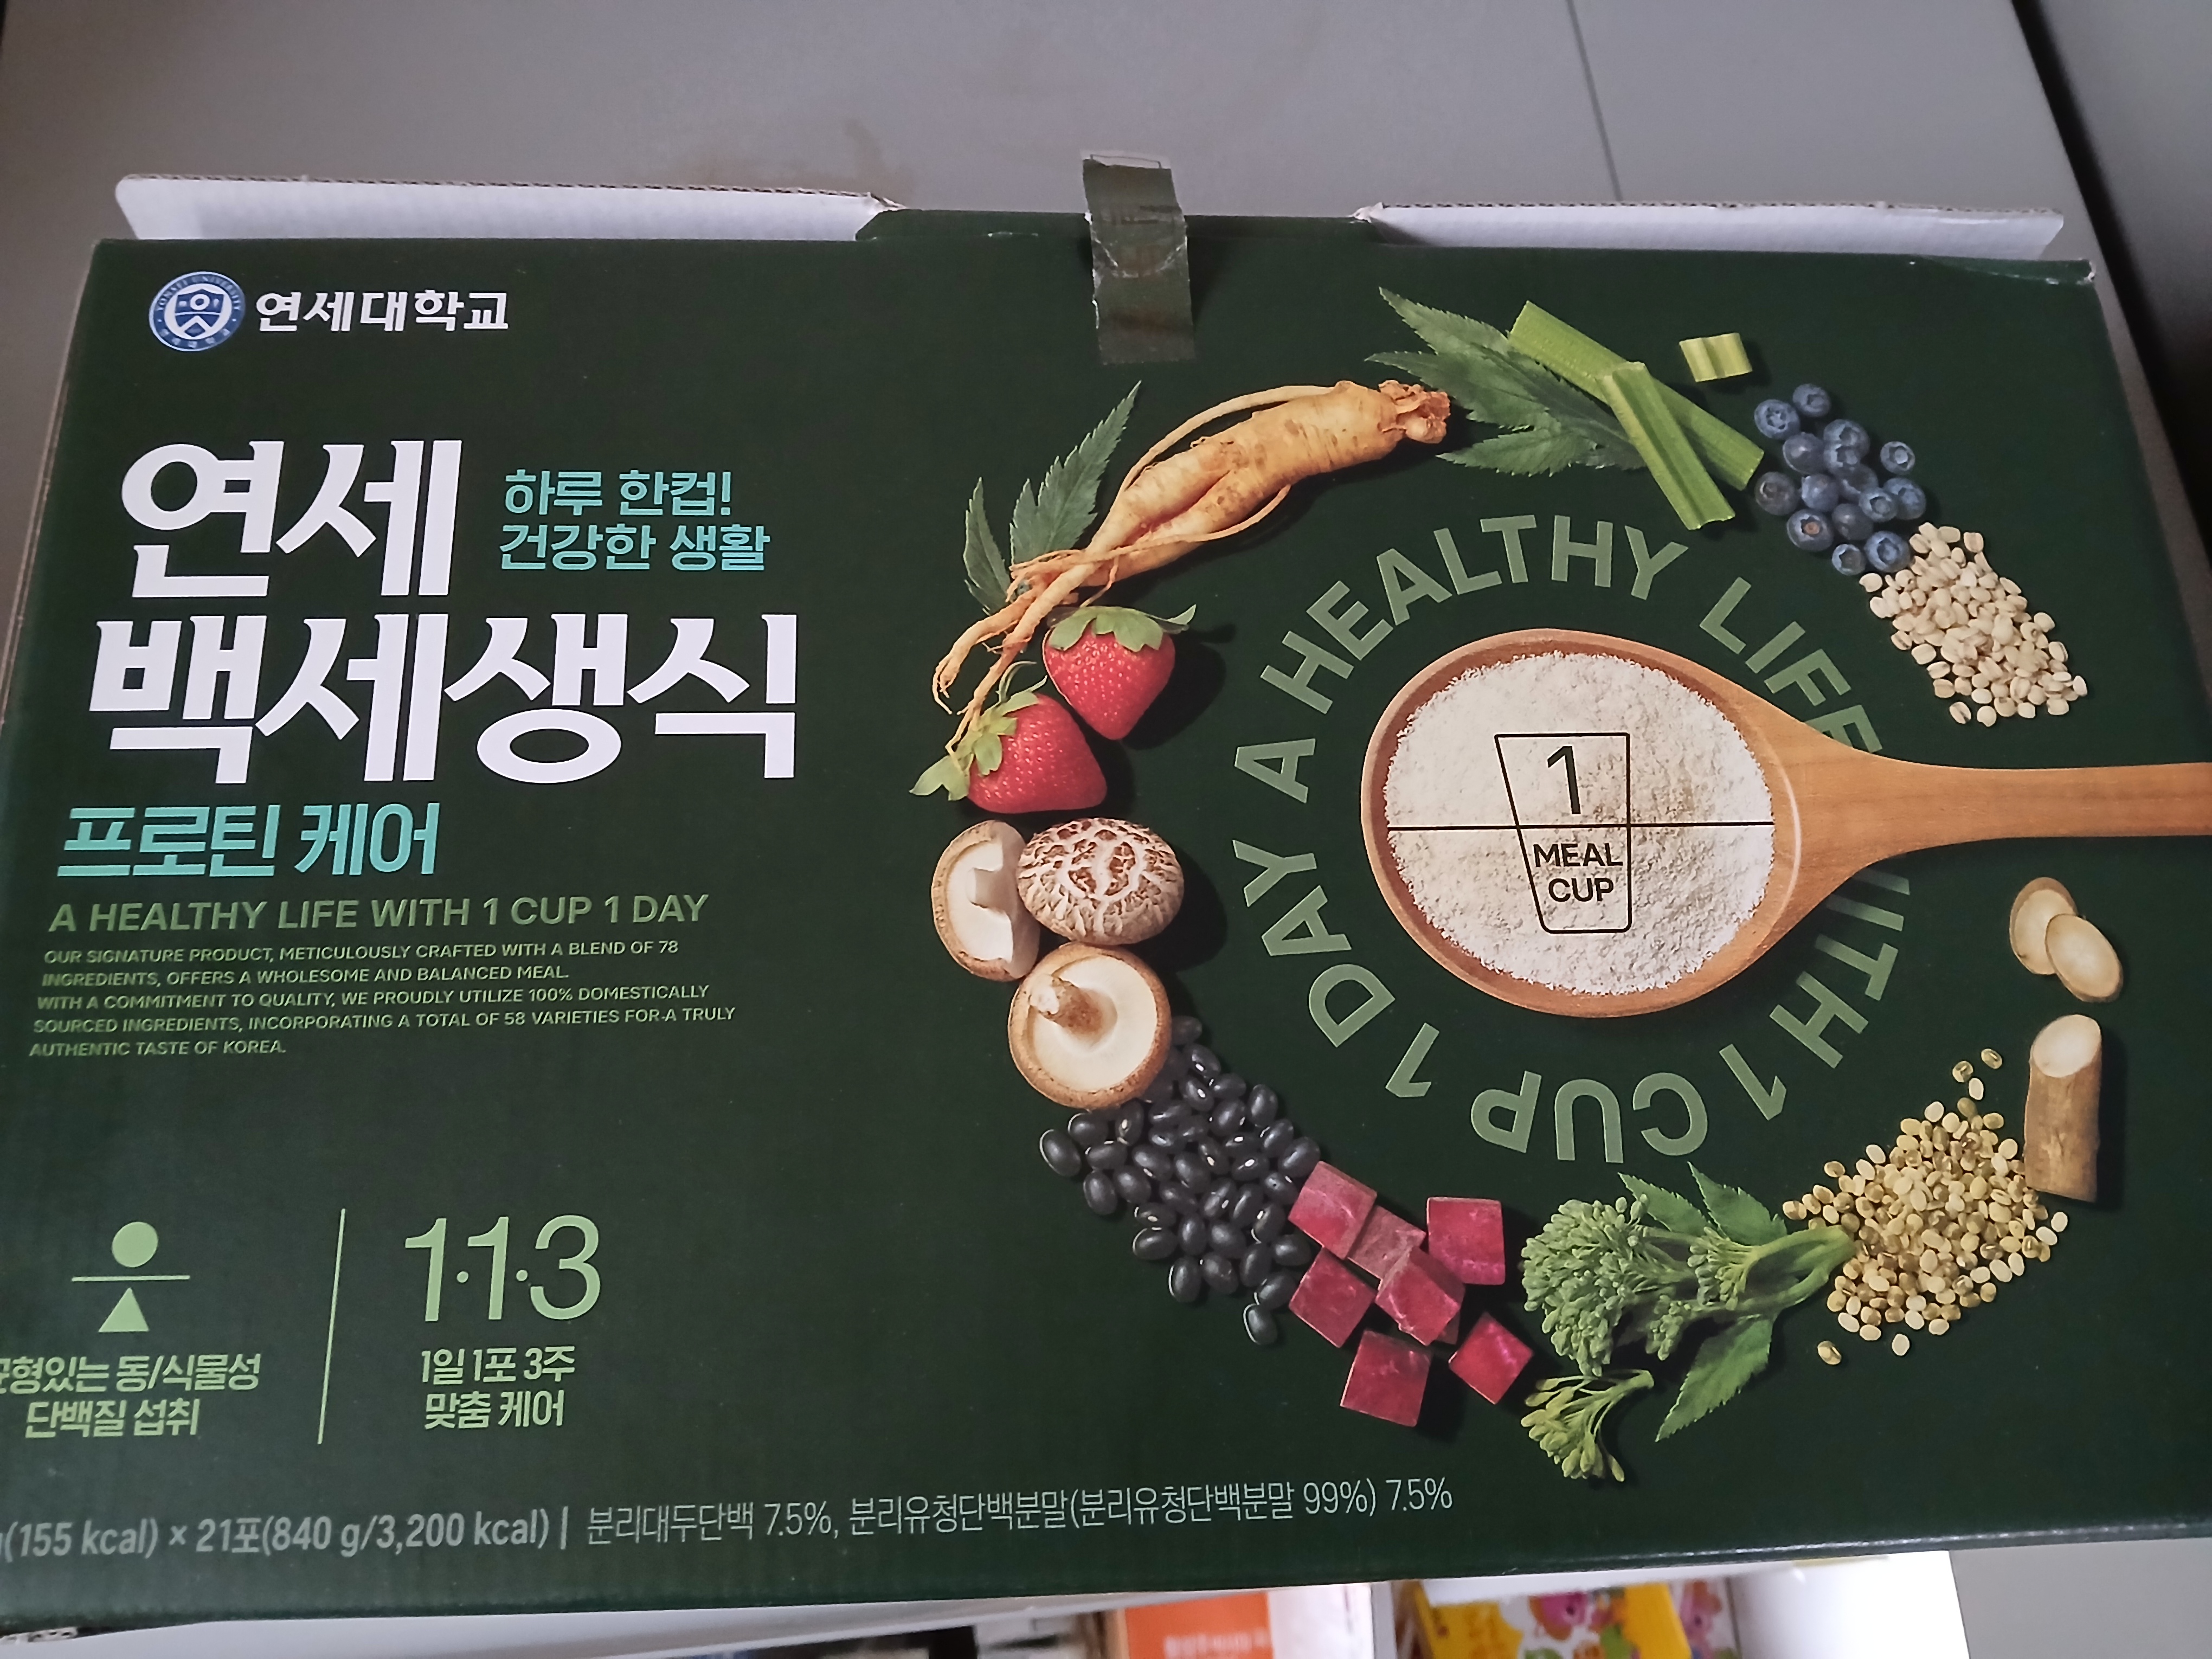 연세대학교
연세
백세생식
하루 한컵!
건강한 생활
프로틴 케어
A HEALTHY LIFE WITH 1 CUP 1 DAY
OUR SIGNATURE PRODUCT, METICULOUSLY CRAFTED WITH A BLEND OF 78
INGREDIENTS, OFFERS A WHOLESOME AND BALANCED MEAL.
WITH A COMMITMENT TO QUALITY, WE PROUDLY UTILIZE 100% DOMESTICALLY
SOURCED INGREDIENTS, INCORPORATING A TOTAL OF 58 VARIETIES FOR A TRULY
AUTHENTIC TASTE OF KOREA.
A HEALTHY LIFE WITH 1 CUP 1 DAY
1
MEAL
CUP
균형있는 동/식물성
단백질 섭취
1·1·3
1일 1포 3주
맞춤 케어
(155 kcal) × 21포(840 g/3,200 kcal) | 분리대두단백 7.5%, 분리유청단백분말(분리유청단백분말 99%) 7.5%